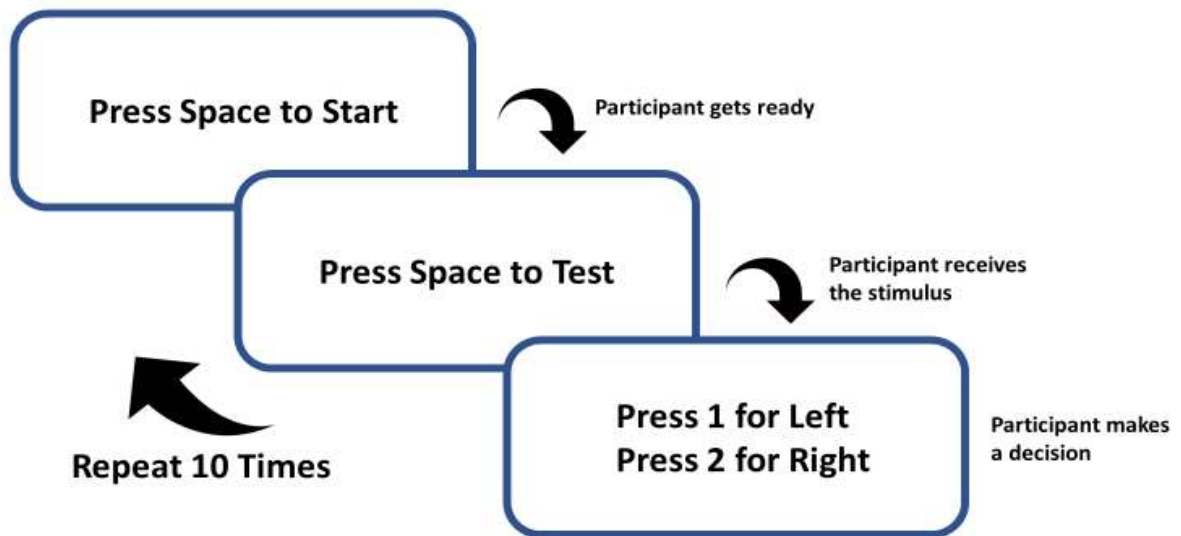 Press Space to Start
Participant gets ready
Press Space to Test
Participant receives
the stimulus
Press 1 for Left
Press 2 for Right
Participant makes
a decision
Repeat 10 Times